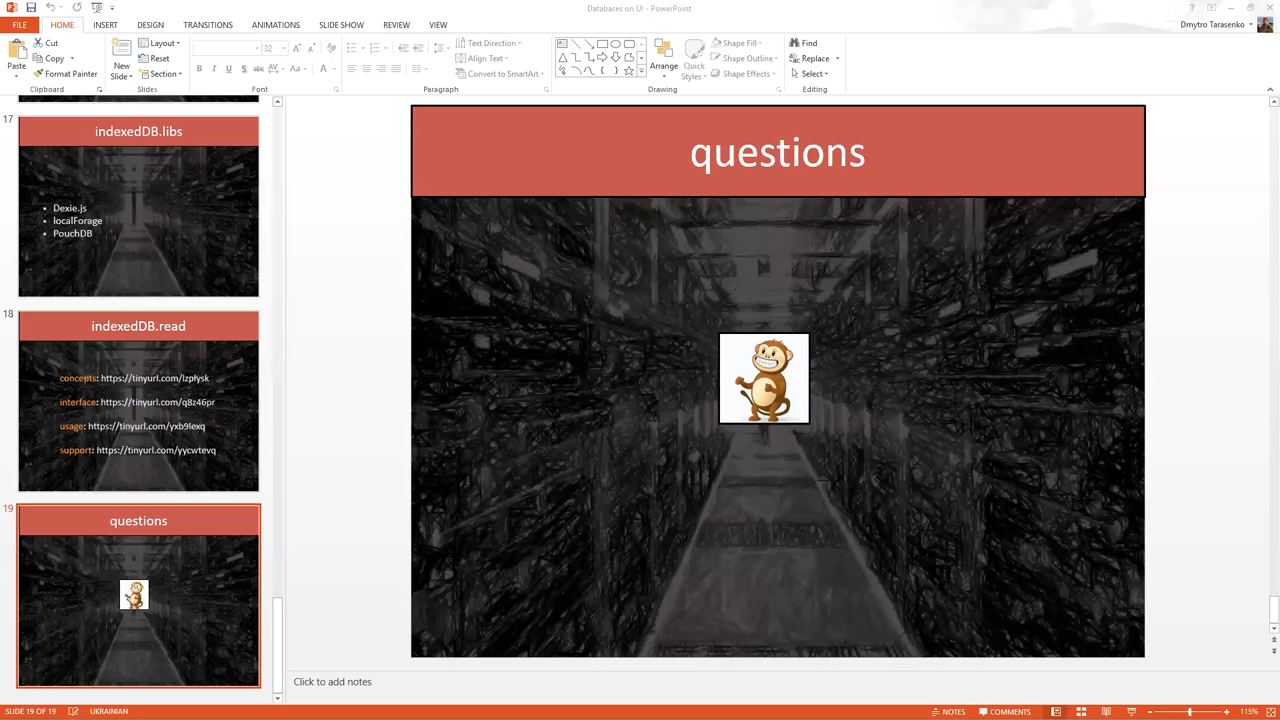 Databases on UI - PowerPoint
Dmytro Tarasenko
FILE HOME INSERT DESIGN TRANSITIONS ANIMATIONS SLIDE SHOW REVIEW VIEW
Paste
Cut
Copy
Format Painter
Clipboard
New Slide
Layout
Reset
Section
Slides
32
B I U S abc AV Aa A
Font
Text Direction
Align Text
Convert to SmartArt
Paragraph
Arrange
Quick Styles
Shape Fill
Shape Outline
Shape Effects
Drawing
Find
Replace
Select
Editing
17
indexedDB.libs
• Dexie.js
• localForage
• PouchDB
18
indexedDB.read
concepts: https://tinyurl.com/lzplysk
interface: https://tinyurl.com/q8z46pr
usage: https://tinyurl.com/yxb9lexq
support: https://tinyurl.com/yycwtevq
19
questions
questions
Click to add notes
SLIDE 19 OF 19 UKRAINIAN NOTES COMMENTS 115%